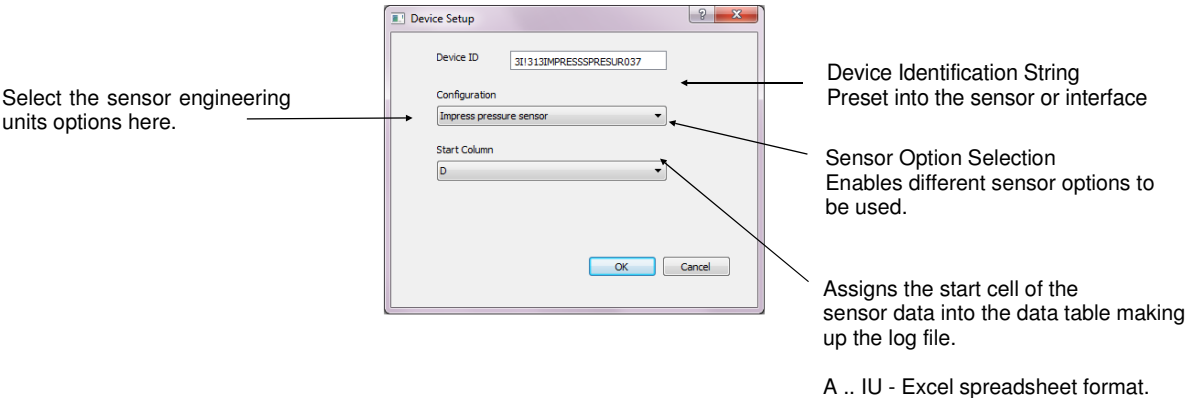 Device Setup
Device ID
3I!313IMPRESSSPRESUR037
Configuration
Impress pressure sensor
Start Column
D
OK
Cancel
Select the sensor engineering
units options here.
Device Identification String
Preset into the sensor or interface
Sensor Option Selection
Enables different sensor options to
be used.
Assigns the start cell of the
sensor data into the data table making
up the log file.
A .. IU - Excel spreadsheet format.